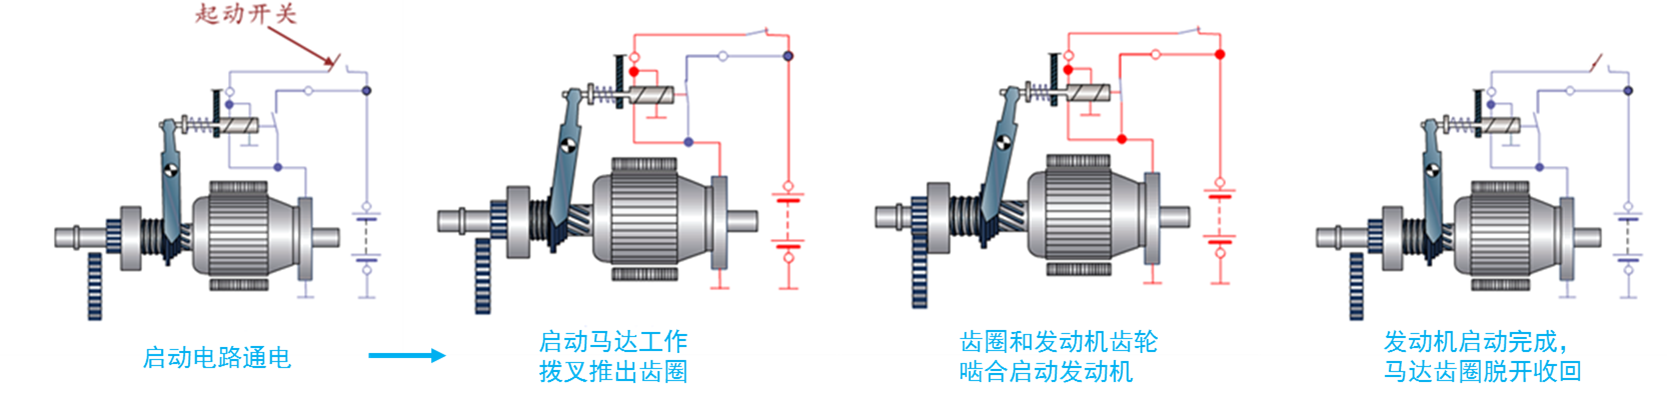 起动开关
启动电路通电
启动马达工作
拨叉推出齿圈
齿圈和发动机齿轮
啮合启动发动机
发动机启动完成，
马达齿圈脱开收回